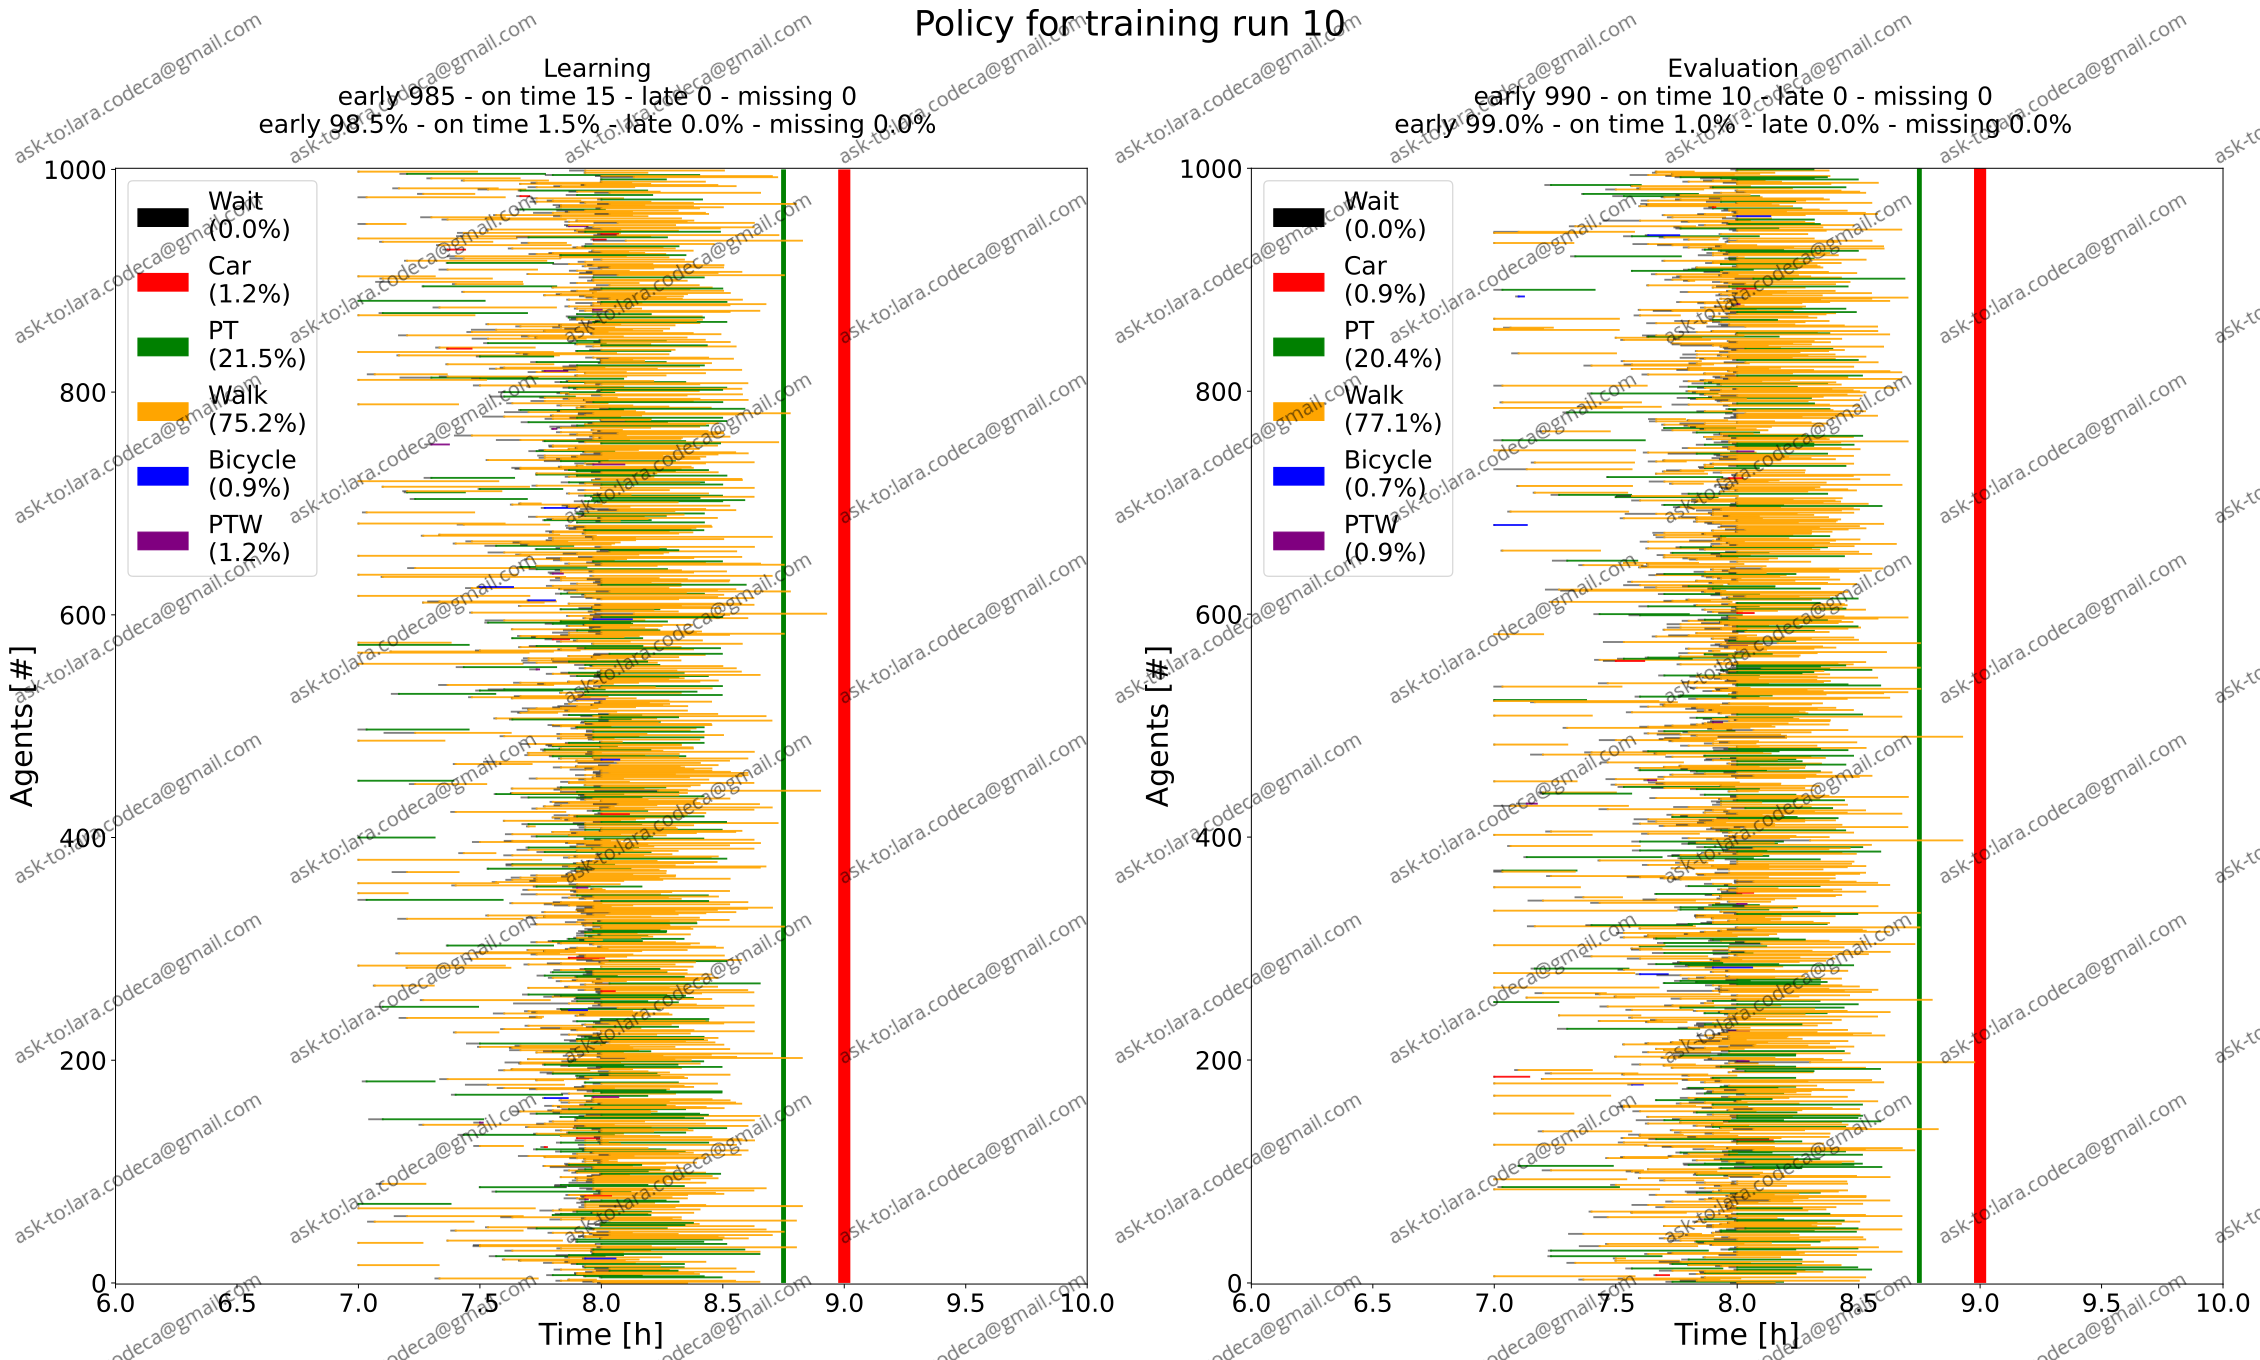 Policy for training run 10
Learning
early 985 - on time 15 - late 0 - missing 0
early 98.5% - on time 1.5% - late 0.0% - missing 0.0%
1000
800
600
400
200
0
Agents [#]
Wait
(0.0%)
Car
(1.2%)
PT
(21.5%)
Walk
(75.2%)
Bicycle
(0.9%)
PTW
(1.2%)
6.0 6.5 7.0 7.5 8.0 8.5 9.0 9.5 10.0
Time [h]
Evaluation
early 990 - on time 10 - late 0 - missing 0
early 99.0% - on time 1.0% - late 0.0% - missing 0.0%
1000
800
600
400
200
0
Agents [#]
Wait
(0.0%)
Car
(0.9%)
PT
(20.4%)
Walk
(77.1%)
Bicycle
(0.7%)
PTW
(0.9%)
6.0 6.5 7.0 7.5 8.0 8.5 9.0 9.5 10.0
Time [h]
ask-to:lara.codeca@gmail.com